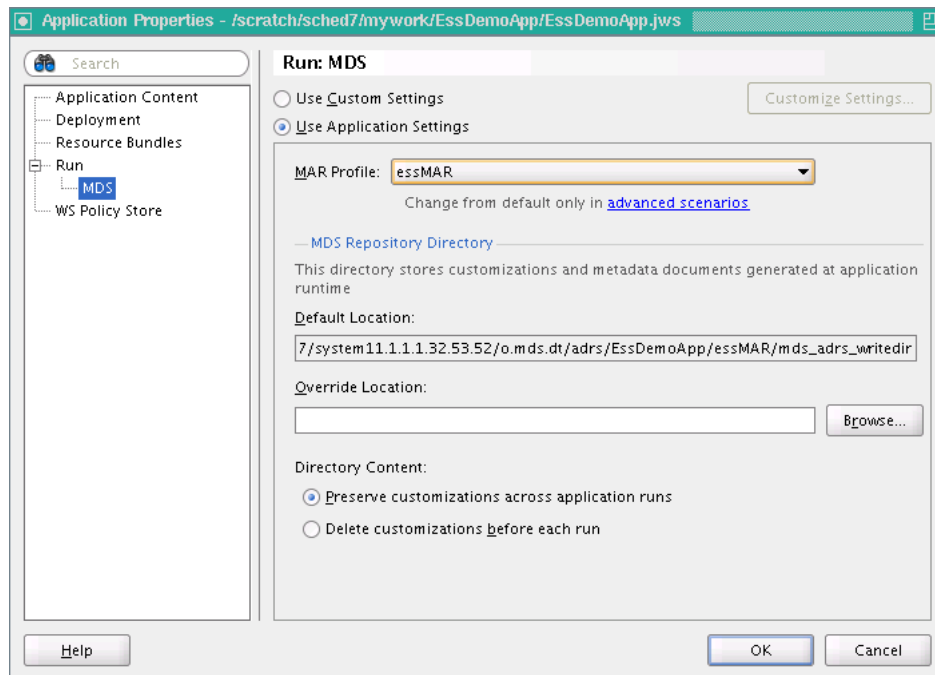 Application Properties - /scratch/sched7/mywork/EssDemoApp/EssDemoApp.jws
Search
Application Content
Deployment
Resource Bundles
Run
MDS
WS Policy Store
Run: MDS
Use Custom Settings
Customize Settings...
Use Application Settings
MAR Profile: essMAR
Change from default only in advanced scenarios
MDS Repository Directory
This directory stores customizations and metadata documents generated at application
runtime
Default Location:
7/system11.1.1.1.32.53.52/o.mds.dt/adrs/EssDemoApp/essMAR/mds_adrs_writedir
Override Location:
Browse...
Directory Content:
Preserve customizations across application runs
Delete customizations before each run
Help
OK
Cancel